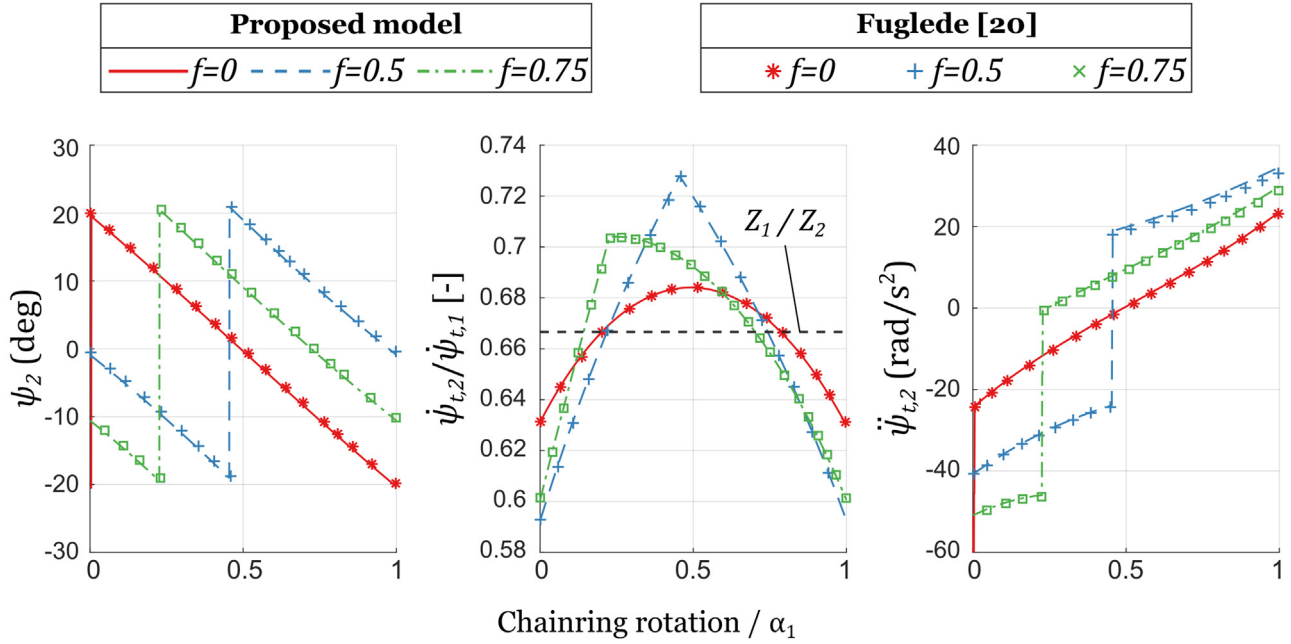 Proposed model
f=0 f=0.5 f=0.75
Fuglede [20]
f=0 f=0.5 f=0.75
30
20
10
0
-10
-20
-30
ψ2 (deg)
0 0.5 1
0.74
0.72
0.7
0.68
0.66
0.64
0.62
0.6
0.58
ψ̇t,2/ψ̇t,1 [-]
Z1 / Z2
0 0.5 1
40
20
0
-20
-40
-60
ψ̈t,2 (rad/s²)
0 0.5 1
Chainring rotation / α1